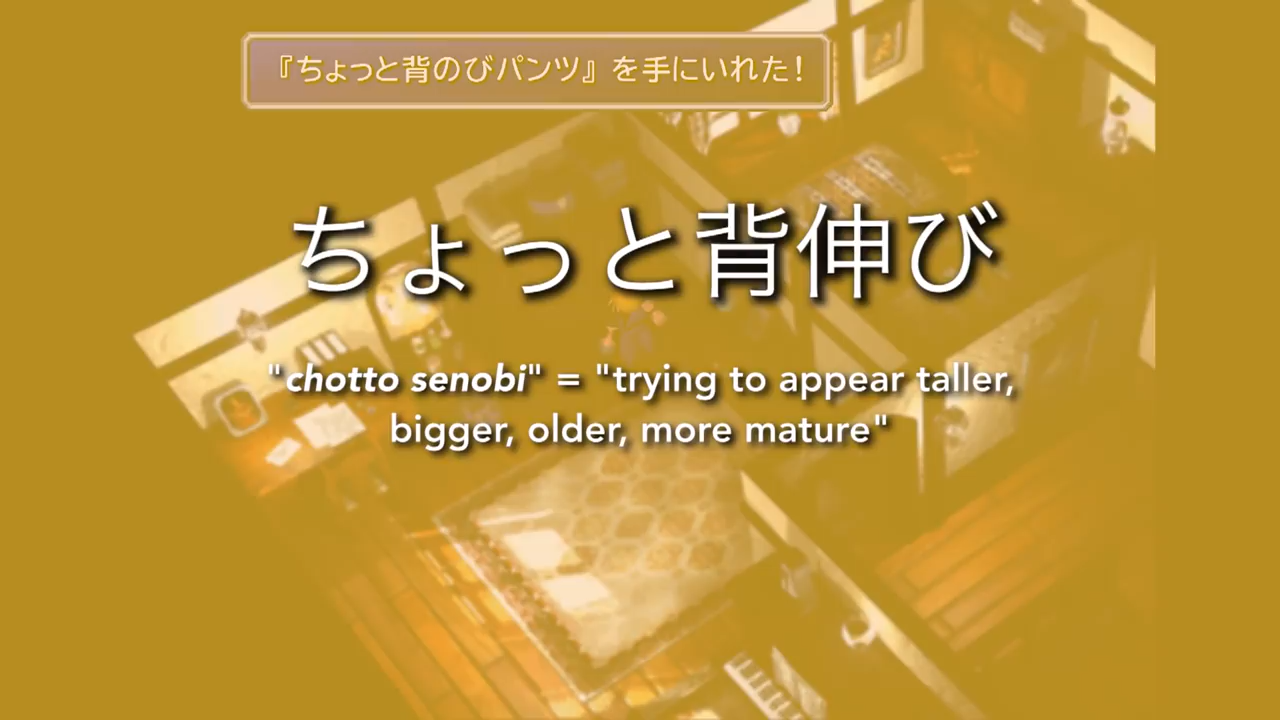 『ちょっと背のびパンツ』を手にいれた!
ちょっと背伸び
"chotto senobi" = "trying to appear taller,
bigger, older, more mature"